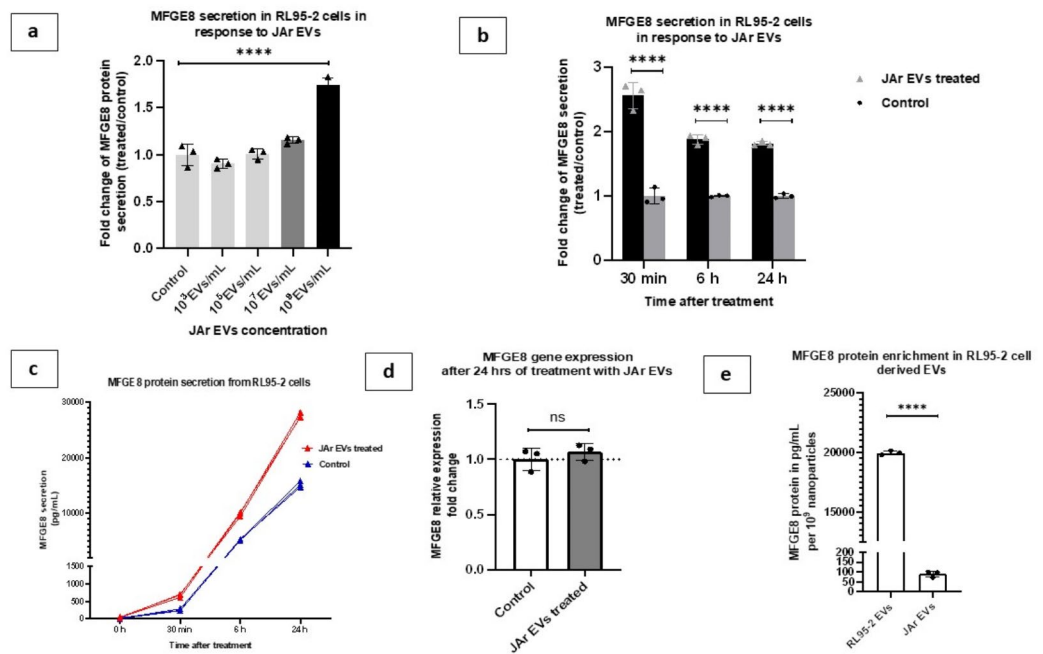 a
MFGE8 secretion in RL95-2 cells in
response to JAr EVs
****
Fold change of MFGE8 protein
secretion (treated/control)
2.0
1.5
1.0
0.5
0.0
Control
10³EVs/mL
10⁵EVs/mL
10⁷EVs/mL
10⁹EVs/mL
JAr EVs concentration
b
MFGE8 secretion in RL95-2 cells
in response to JAr EVs
****
****
****
Fold change of MFGE8 secretion
(treated/control)
3
2
1
0
30 min
6 h
24 h
Time after treatment
JAr EVs treated
Control
c
MFGE8 protein secretion from RL95-2 cells
MFGE8 secretion
(pg/mL)
30000
20000
10000
1500
1000
500
0
0 h
30 min
6 h
24 h
Time after treatment
JAr EVs treated
Control
d
MFGE8 gene expression
after 24 hrs of treatment with JAr EVs
ns
MFGE8 relative expression
fold change
1.5
1.0
0.5
0.0
Control
JAr EVs treated
e
MFGE8 protein enrichment in RL95-2 cell
derived EVs
****
MFGE8 protein in pg/mL
per 10⁹ nanoparticles
25000
20000
15000
200
150
100
50
0
RL95-2 EVs
JAr EVs